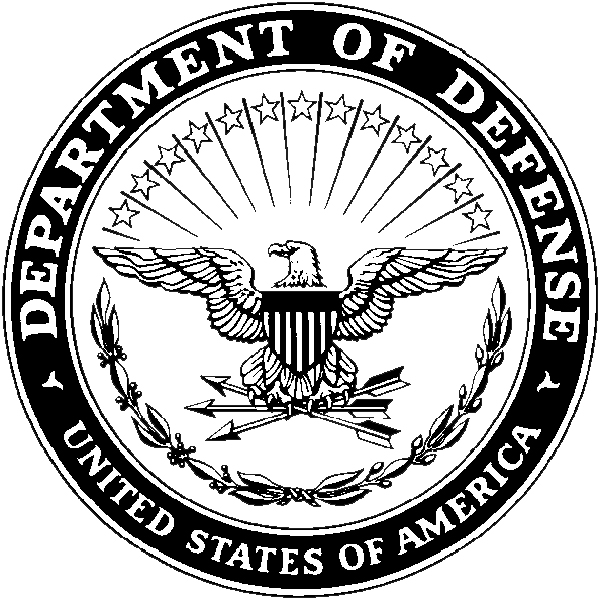 DEPARTMENT OF DEFENSE
UNITED STATES OF AMERICA